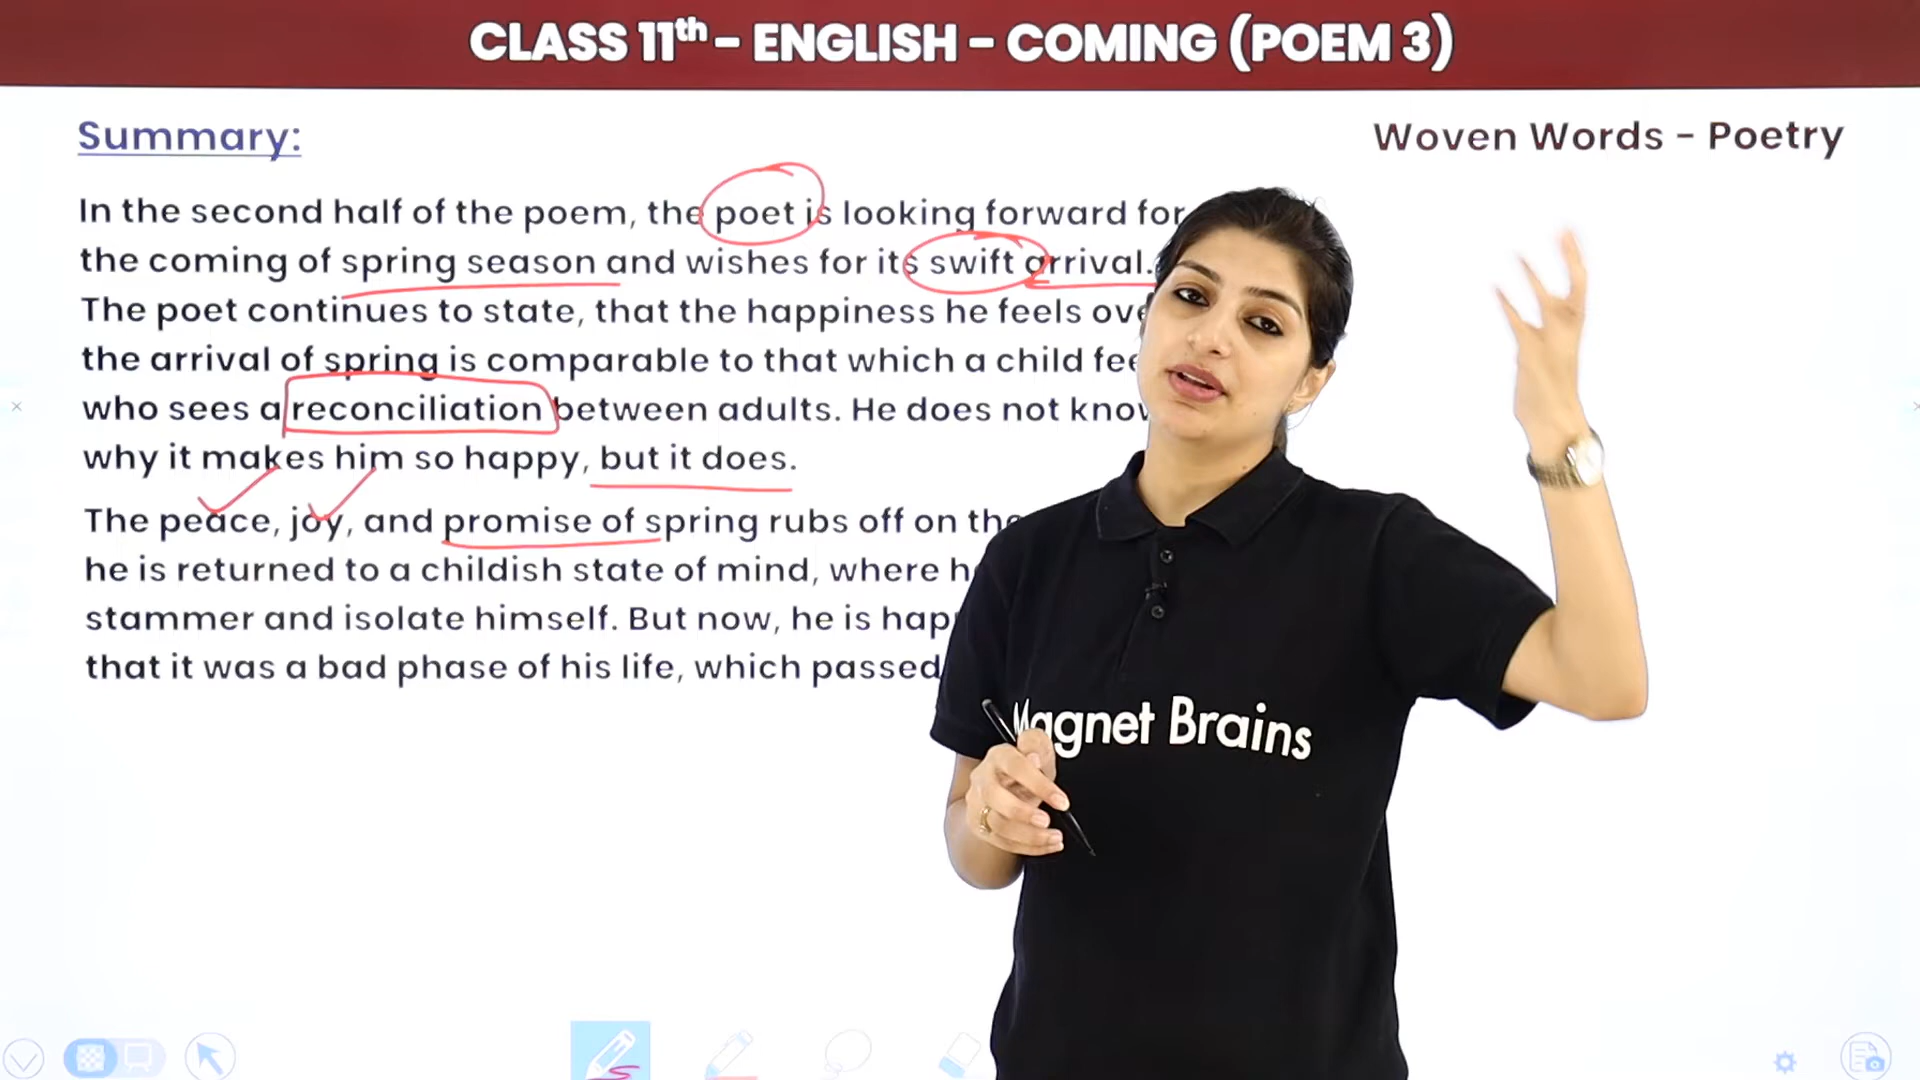 CLASS 11th - ENGLISH - COMING (POEM 3)
Summary:
Woven Words - Poetry
In the second half of the poem, the poet is looking forward for
the coming of spring season and wishes for its swift arrival.
The poet continues to state, that the happiness he feels
the arrival of spring is comparable to that which a child
who sees a reconciliation between adults. He does not
why it makes him so happy, but it does.
The peace, joy, and promise of spring rubs off on
he is returned to a childish state of mind, where
stammer and isolate himself. But now, he is
that it was a bad phase of his life, which passed
Magnet Brains